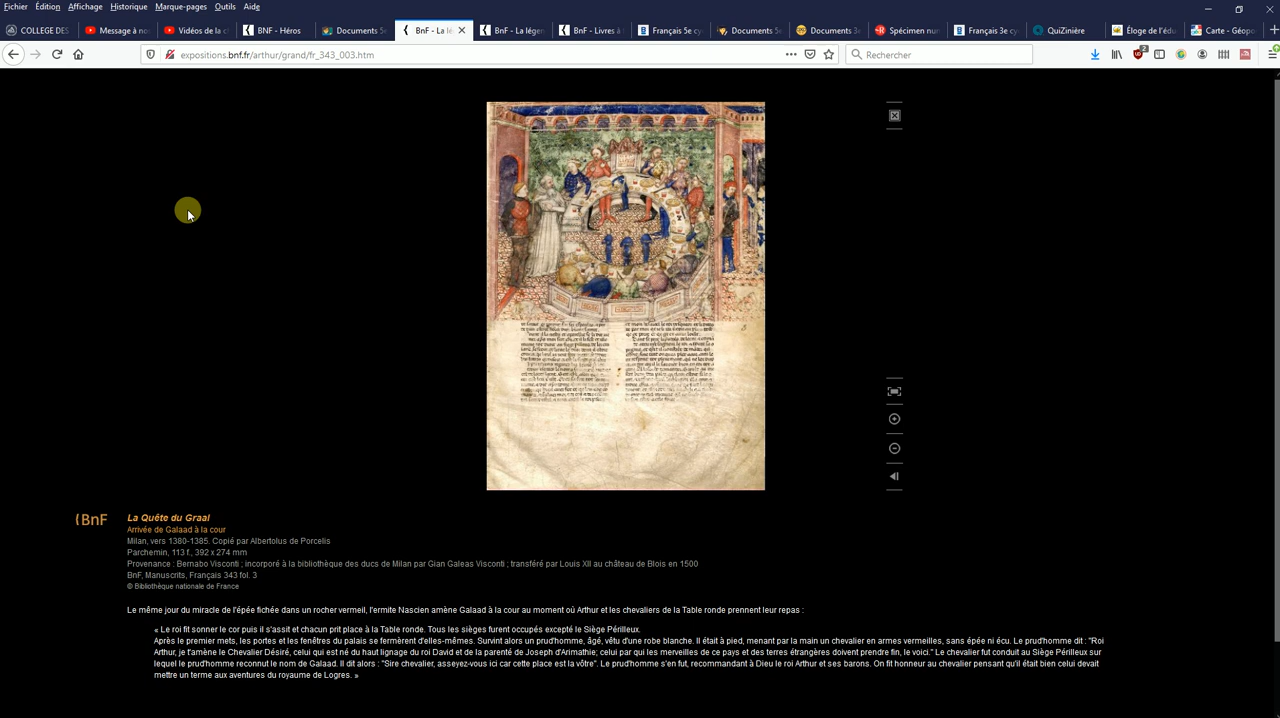 Fichier Édition Affichage Historique Marque-pages Outils Aide
COLLEGE DES Message à no Vidéos de la c BNF - Héros Documents 5e BnF - La lé BNF - La légen BnF - Livres à Français 5e cy Documents 5 Documents 3 Spécimen nu Français 3e c QuiZinière Éloge de l'édu Carte - Géopo
expositions.bnf.fr/arthur/grand/fr_343_003.htm
Rechercher
2
BnF
La Quête du Graal
Arrivée de Galaad à la cour
Milan, vers 1380-1385. Copié par Albertolus de Porcelis
Parchemin, 113 f., 392 x 274 mm
Provenance : Bernabo Visconti ; incorporé à la bibliothèque des ducs de Milan par Gian Galeas Visconti ; transféré par Louis XII au château de Blois en 1500
BnF, Manuscrits, Français 343 fol. 3
© Bibliothèque nationale de France
Le même jour du miracle de l'épée fichée dans un rocher vermeil, l'ermite Nascien amène Galaad à la cour au moment où Arthur et les chevaliers de la Table ronde prennent leur repas :
« Le roi fit sonner le cor puis il s'assit et chacun prit place à la Table ronde. Tous les sièges furent occupés excepté le Siège Périlleux.
Après le premier mets, les portes et les fenêtres du palais se fermèrent d'elles-mêmes. Survint alors un prud'homme, âgé, vêtu d'une robe blanche. Il était à pied, menant par la main un chevalier en armes vermeilles, sans épée ni écu. Le prud'homme dit : "Roi
Arthur, je t'amène le Chevalier Désiré, celui qui est né du haut lignage du roi David et de la parenté de Joseph d'Arimathie; celui par qui les merveilles de ce pays et des terres étrangères doivent prendre fin, le voici." Le chevalier fut conduit au Siège Périlleux sur
lequel le prud'homme reconnut le nom de Galaad. Il dit alors : "Sire chevalier, asseyez-vous ici car cette place est la vôtre". Le prud'homme s'en fut, recommandant à Dieu le roi Arthur et ses barons. On fit honneur au chevalier pensant qu'il était bien celui devait
mettre un terme aux aventures du royaume de Logres. »